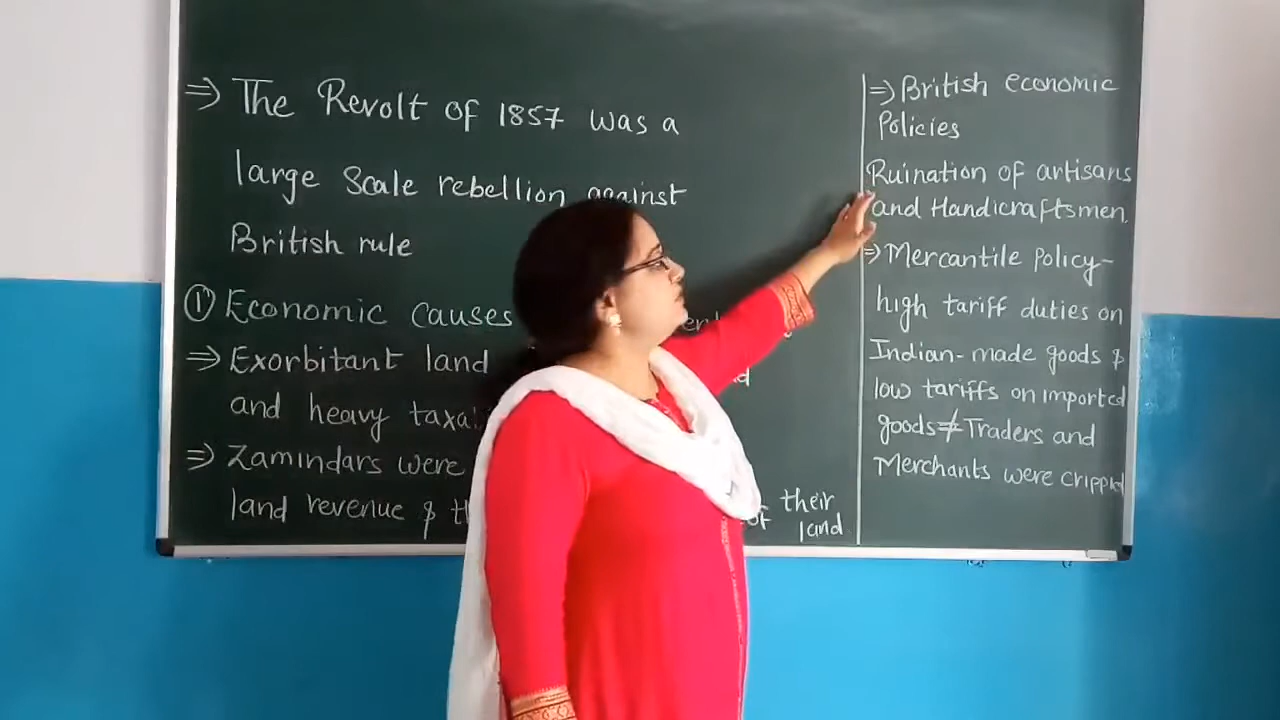 ⇒ The Revolt of 1857 was a
large scale rebellion against
British rule
① Economic causes
⇒ Exorbitant land
and heavy
⇒ Zamindars were
land revenue & their
of land.
⇒ British economic
Policies
Ruination of artisans
and Handicraftsmen.
⇒ Mercantile Policy-
high tariff duties on
Indian-made goods &
low tariffs on imported
goods ⇒ Traders and
Merchants were crippled